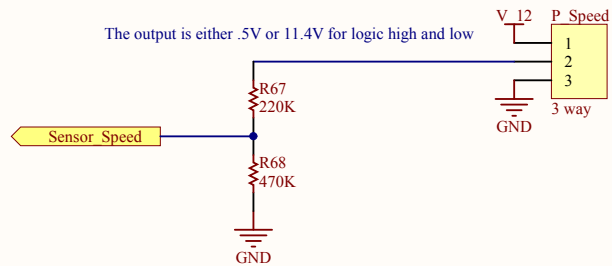 V_12
P_Speed
The output is either .5V or 11.4V for logic high and low
1
2
3
R67
220K
GND
3 way
Sensor_Speed
R68
470K
GND